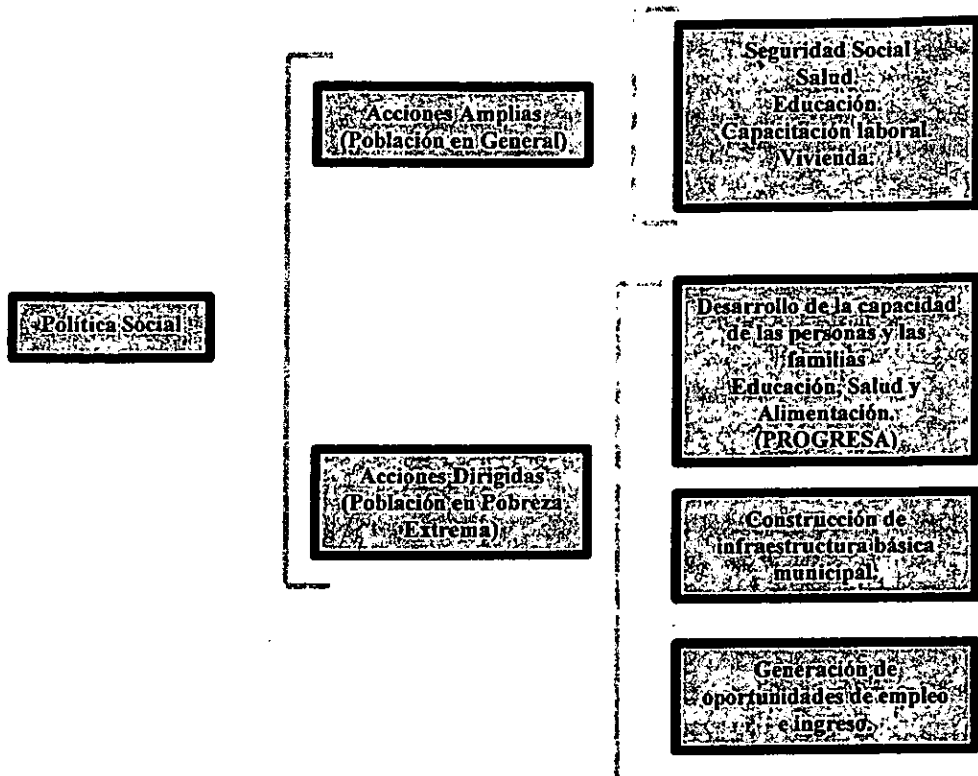 Política Social
Acciones Amplias
(Población en General)
Seguridad Social
Salud.
Educación.
Capacitación laboral
Vivienda.
Acciones Dirigidas
(Población en Pobreza
Extrema)
Desarrollo de la capacidad
de las personas y las
familias
Educación, Salud y
Alimentación.
(PROGRESA)
Construcción de
infraestructura básica
municipal.
Generación de
oportunidades de empleo
e ingreso.